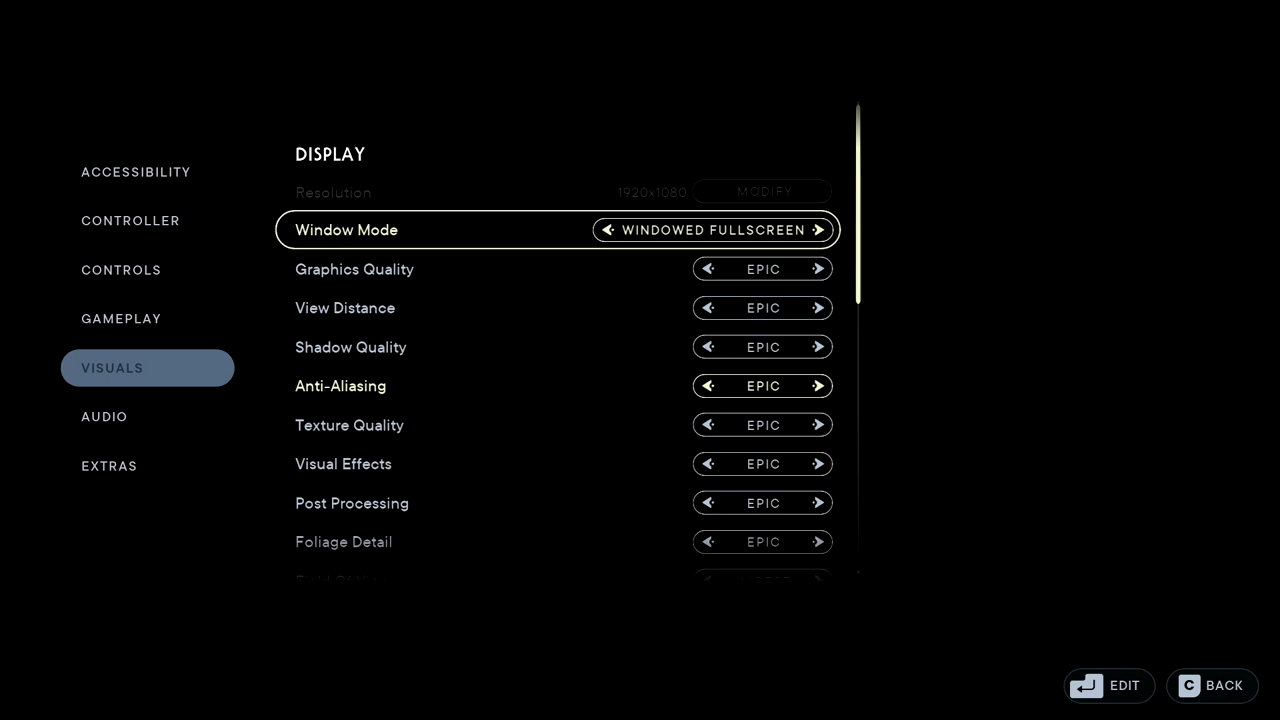 DISPLAY
ACCESSIBILITY
CONTROLLER
CONTROLS
GAMEPLAY
VISUALS
AUDIO
EXTRAS
Resolution 1920x1080 MODIFY
Window Mode WINDOWED FULLSCREEN
Graphics Quality EPIC
View Distance EPIC
Shadow Quality EPIC
Anti-Aliasing EPIC
Texture Quality EPIC
Visual Effects EPIC
Post Processing EPIC
Foliage Detail EPIC
EDIT
C BACK